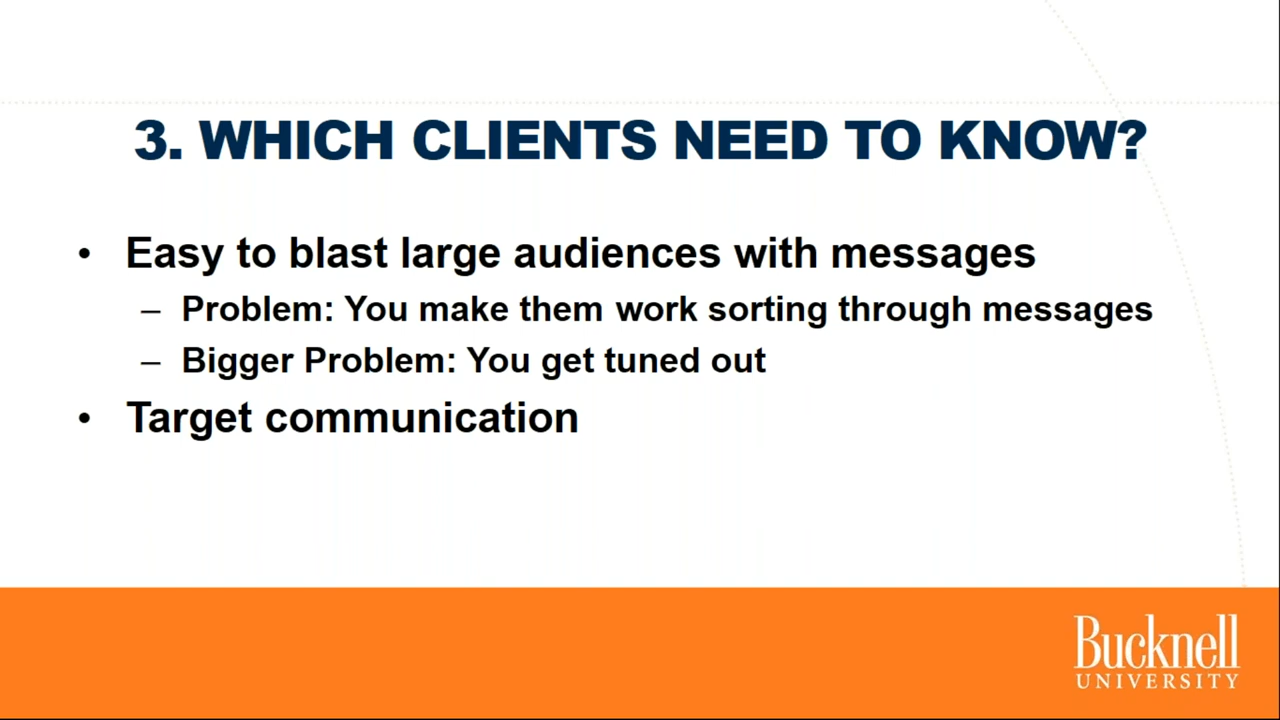 3. WHICH CLIENTS NEED TO KNOW?
• Easy to blast large audiences with messages
– Problem: You make them work sorting through messages
– Bigger Problem: You get tuned out
• Target communication
Bucknell
UNIVERSITY